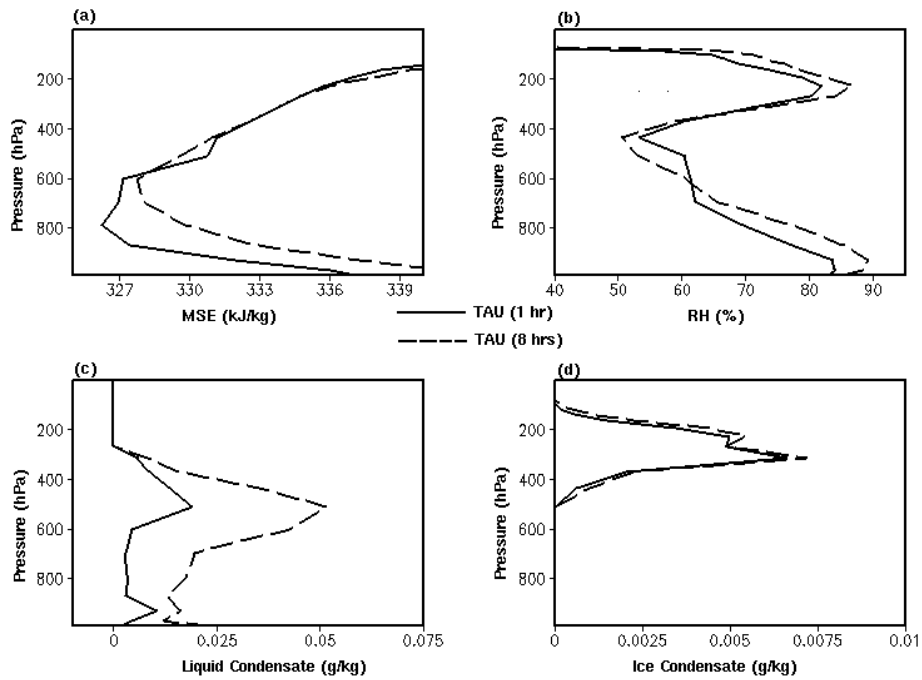 (a)
200
400
600
800
Pressure (hPa)
327
330
333
336
339
MSE (kJ/kg)
(b)
200
400
600
800
Pressure (hPa)
40
50
60
70
80
90
RH (%)
TAU (1 hr)
TAU (8 hrs)
(c)
200
400
600
800
Pressure (hPa)
0
0.025
0.05
0.075
Liquid Condensate (g/kg)
(d)
200
400
600
800
Pressure (hPa)
0
0.0025
0.005
0.0075
0.01
Ice Condensate (g/kg)